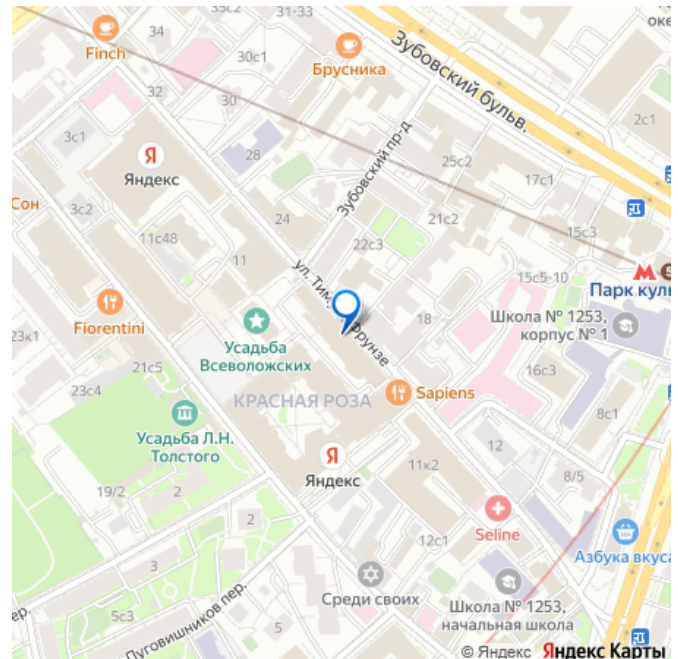 35с2
31-33
оке
34
Finch
30с1
Брусника
Зубовский бульв.
32
30
2с1
3с1
28
Зубовский пр-д
25с2
Яндекс
17с1
Сон
3с2
24
21с2
11с48
22с3
15с3
11
ул. Тиму
Фрунзе
15с5-10
Парк куль
Fiorentini
18
Школа № 1253,
корпус № 1
23к1
Усадьба
Всеволожских
21с5
16с3
23с4
КРАСНАЯ РОЗА
Sapiens
8с1
Усадьба Л.Н.
Толстого
12
Яндекс
11к2
8/5
19/2
2
2
Seline
Азбука вкуса
12с1
3
Среди своих
Школа № 1253,
начальная школа
пер.
5с3
Пуговишников пер.
5
© Яндекс Яндекс Карты